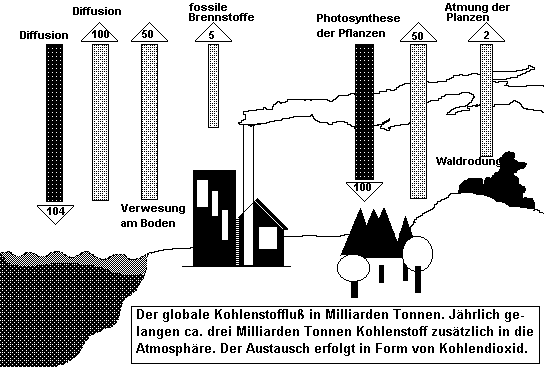 Diffusion
Diffusion
fossile
Brennstoffe
Photosynthese
der Pflanzen
Atmung der
Planzen
100
50
5
50
2
104
100
Verwesung
am Boden
Waldrodung
Der globale Kohlenstofluß in Milliarden Tonnen. Jährlich ge-
langen ca. drei Milliarden Tonnen Kohlenstoff zusätzlich in die
Atmosphäre. Der Austausch erfolgt in Form von Kohlendioxid.